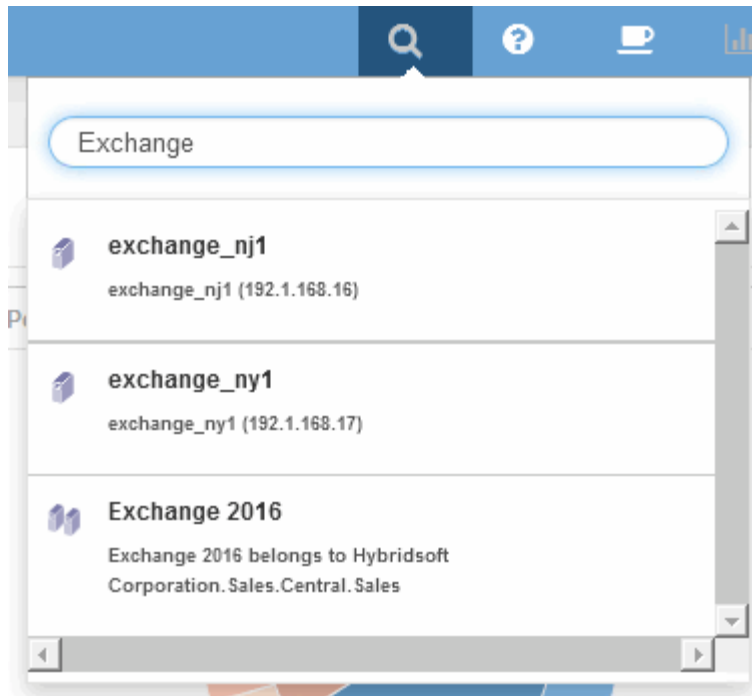 Exchange
exchange_nj1
exchange_nj1 (192.1.168.16)
exchange_ny1
exchange_ny1 (192.1.168.17)
Exchange 2016
Exchange 2016 belongs to Hybridsoft
Corporation.Sales.Central.Sales